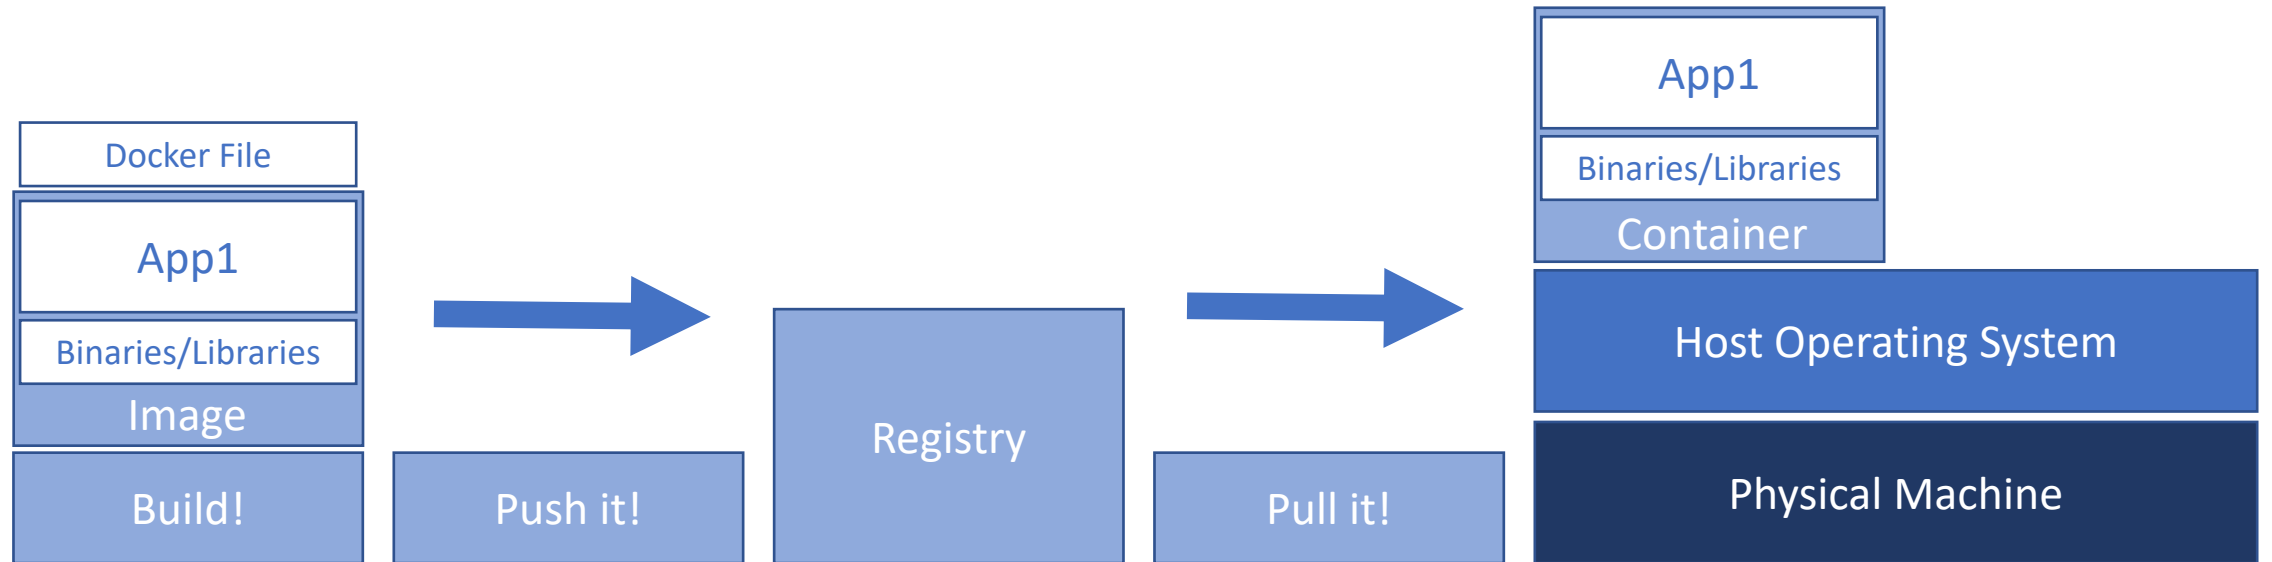 Docker File
App1
Binaries/Libraries
Image
Build!
Push it!
Registry
Pull it!
App1
Binaries/Libraries
Container
Host Operating System
Physical Machine